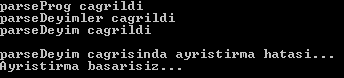 parseProg cagrildi
parseDeyimler cagrildi
parseDeyim cagrildi
parseDeyim cagrisinda ayristirma hatasi...
Ayristirma basarisiz...